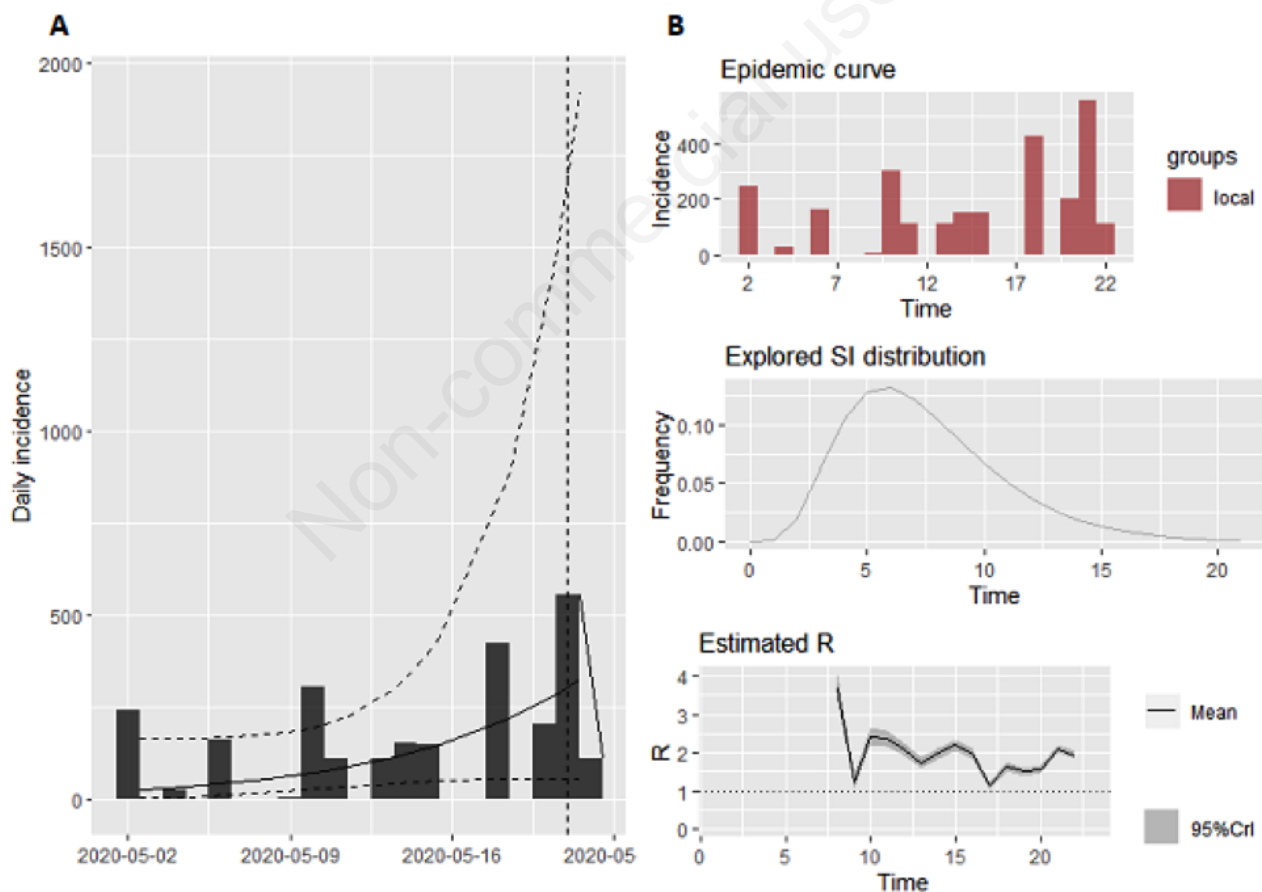 A
Daily incidence
2000
1500
1000
500
0
2020-05-02
2020-05-09
2020-05-16
2020-05
B
Epidemic curve
Incidence
400
200
0
2
7
12
17
22
Time
groups
local
Explored SI distribution
Frequency
0.10
0.05
0.00
0
5
10
15
20
Time
Estimated R
R
4
3
2
1
0
0
5
10
15
20
Time
Mean
95%CrI
Non-commercial use